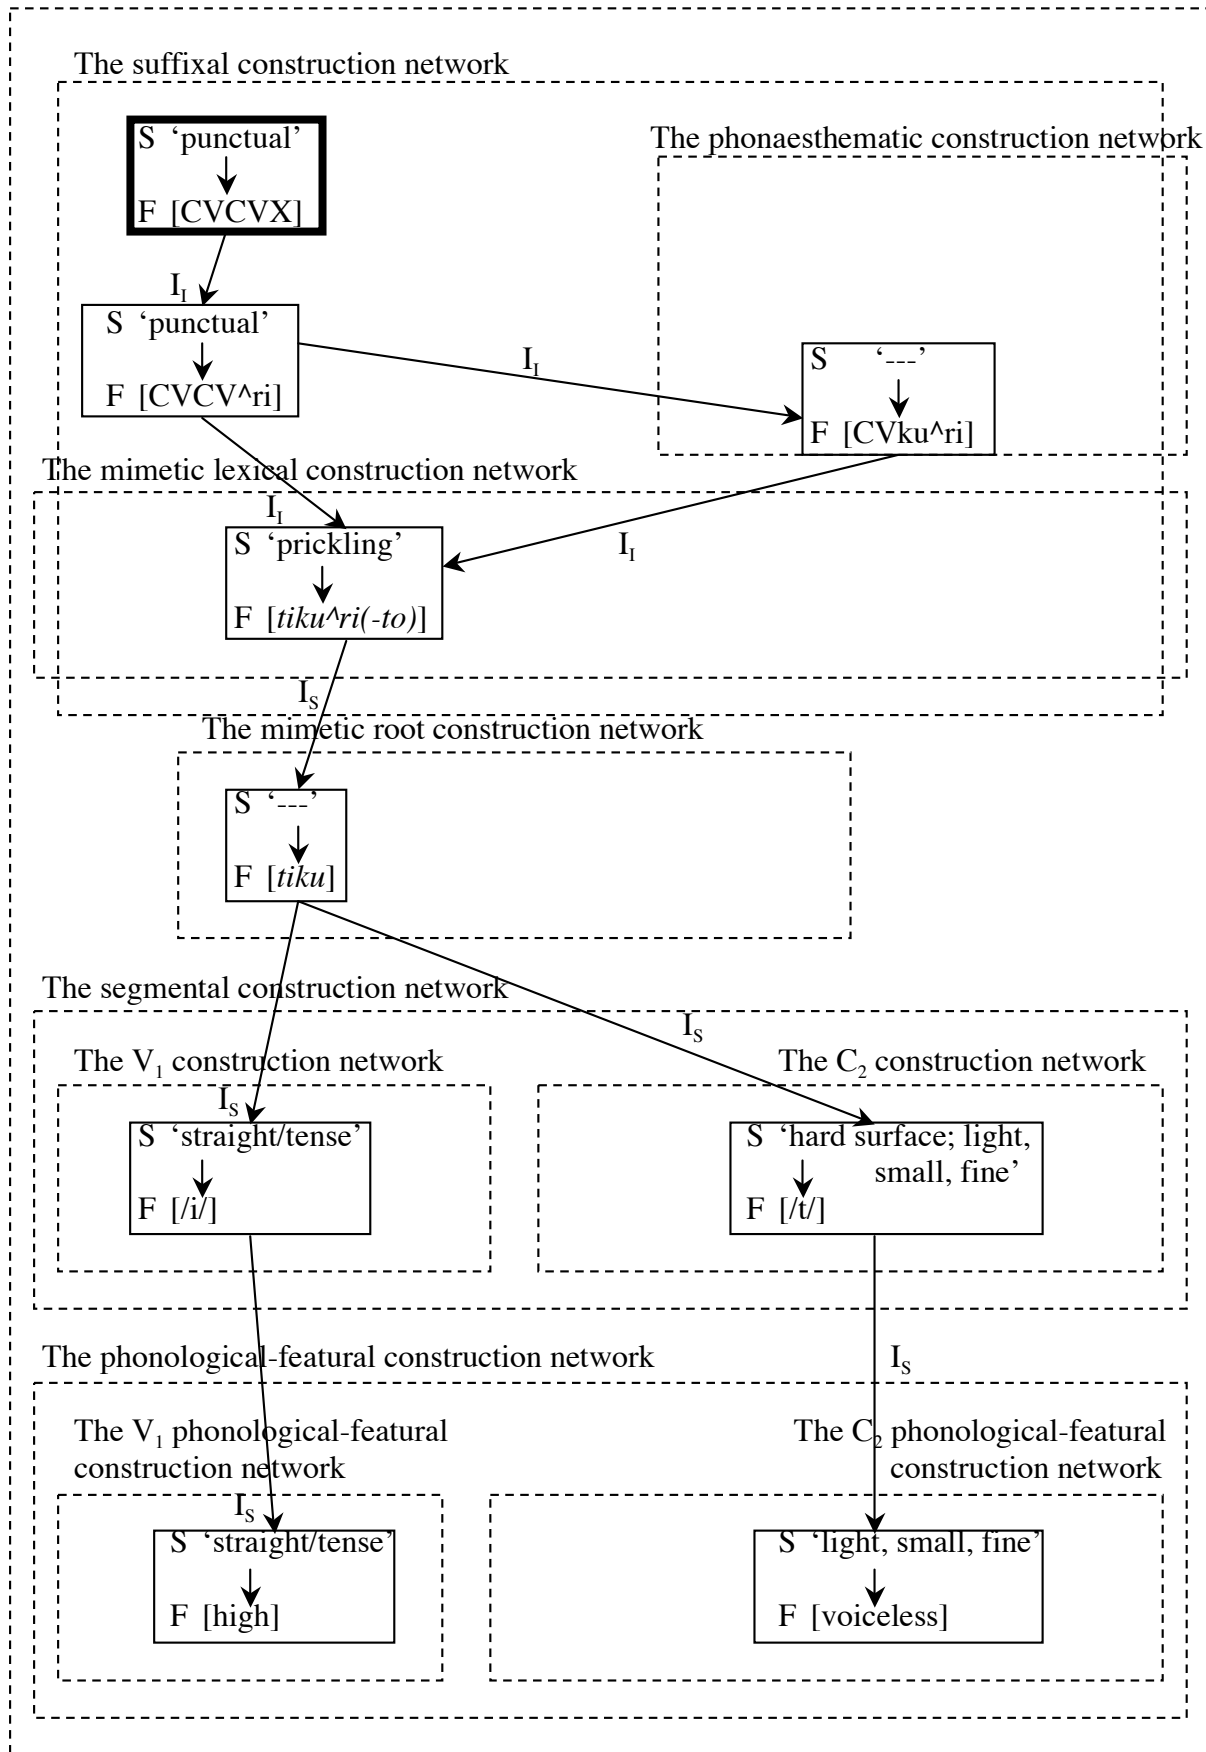 The suffixal construction network
S ‘punctual’
The phonaesthematic construction network
F [CVCVX]
I_I
S ‘punctual’
I_I
S ‘---’
F [CVCV^ri]
F [CVku^ri]
The mimetic lexical construction network
I_I
S ‘prickling’
I_I
F [tiku^ri(-to)]
I_S
The mimetic root construction network
S ‘---’
F [tiku]
The segmental construction network
I_S
The V₁ construction network
The C₂ construction network
I_S
S ‘straight/tense’
S ‘hard surface; light,
small, fine’
F [/i/]
F [/t/]
The phonological-featural construction network
I_S
The V₁ phonological-featural
construction network
The C₂ phonological-featural
construction network
I_S
S ‘straight/tense’
S ‘light, small, fine’
F [high]
F [voiceless]